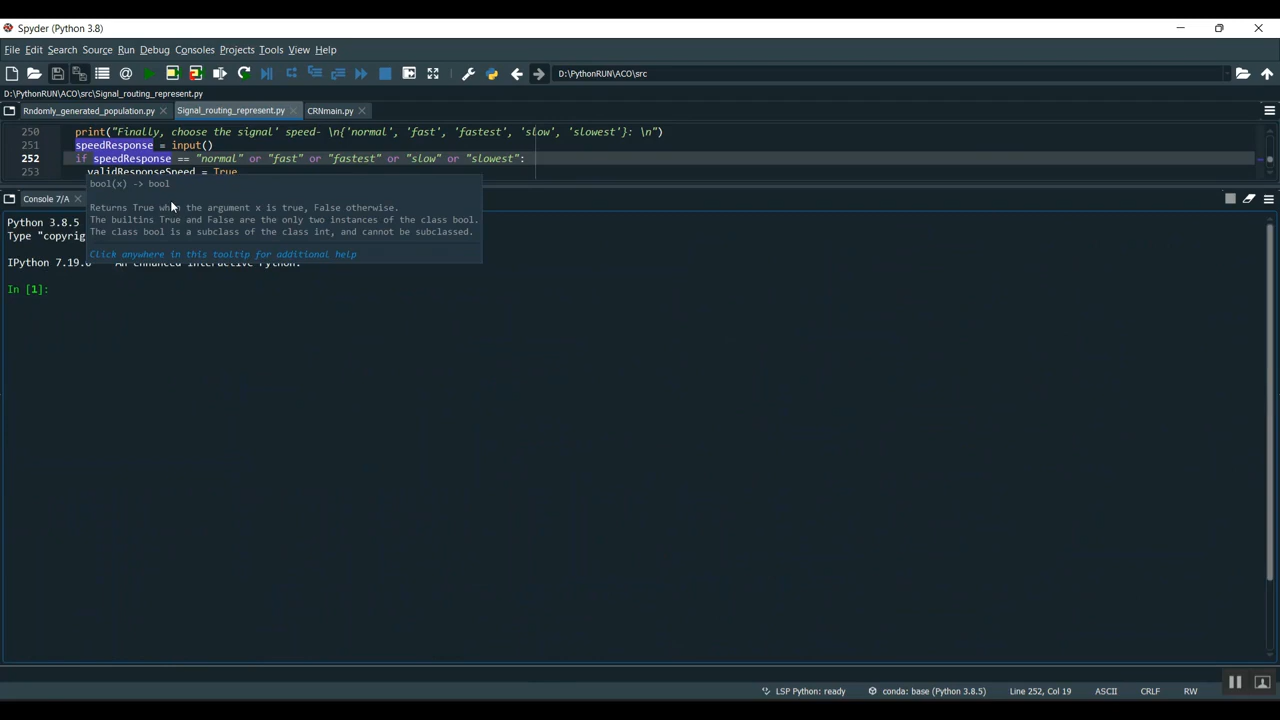 Spyder (Python 3.8)
File Edit Search Source Run Debug Consoles Projects Tools View Help
D:\PythonRUN\ACO\src
D:\PythonRUN\ACO\src\Signal_routing_represent.py
Rndomly_generated_population.py Signal_routing_represent.py CRNmain.py
250 print("Finally, choose the signal' speed- \n{'normal', 'fast', 'fastest', 'slow', 'slowest'}: \n")
251 speedResponse = input()
252 if speedResponse == "normal" or "fast" or "fastest" or "slow" or "slowest":
253 validResponseSpeed = True
bool(x) -> bool
Console 7/A
Returns True when the argument x is true, False otherwise.
The builtins True and False are the only two instances of the class bool.
The class bool is a subclass of the class int, and cannot be subclassed.
Click anywhere in this tooltip for additional help
Python 3.8.5
Type "copyrig
IPython 7.19.0 An enhanced Interactive Python.
In [1]:
LSP Python: ready conda: base (Python 3.8.5) Line 252, Col 19 ASCII CRLF RW